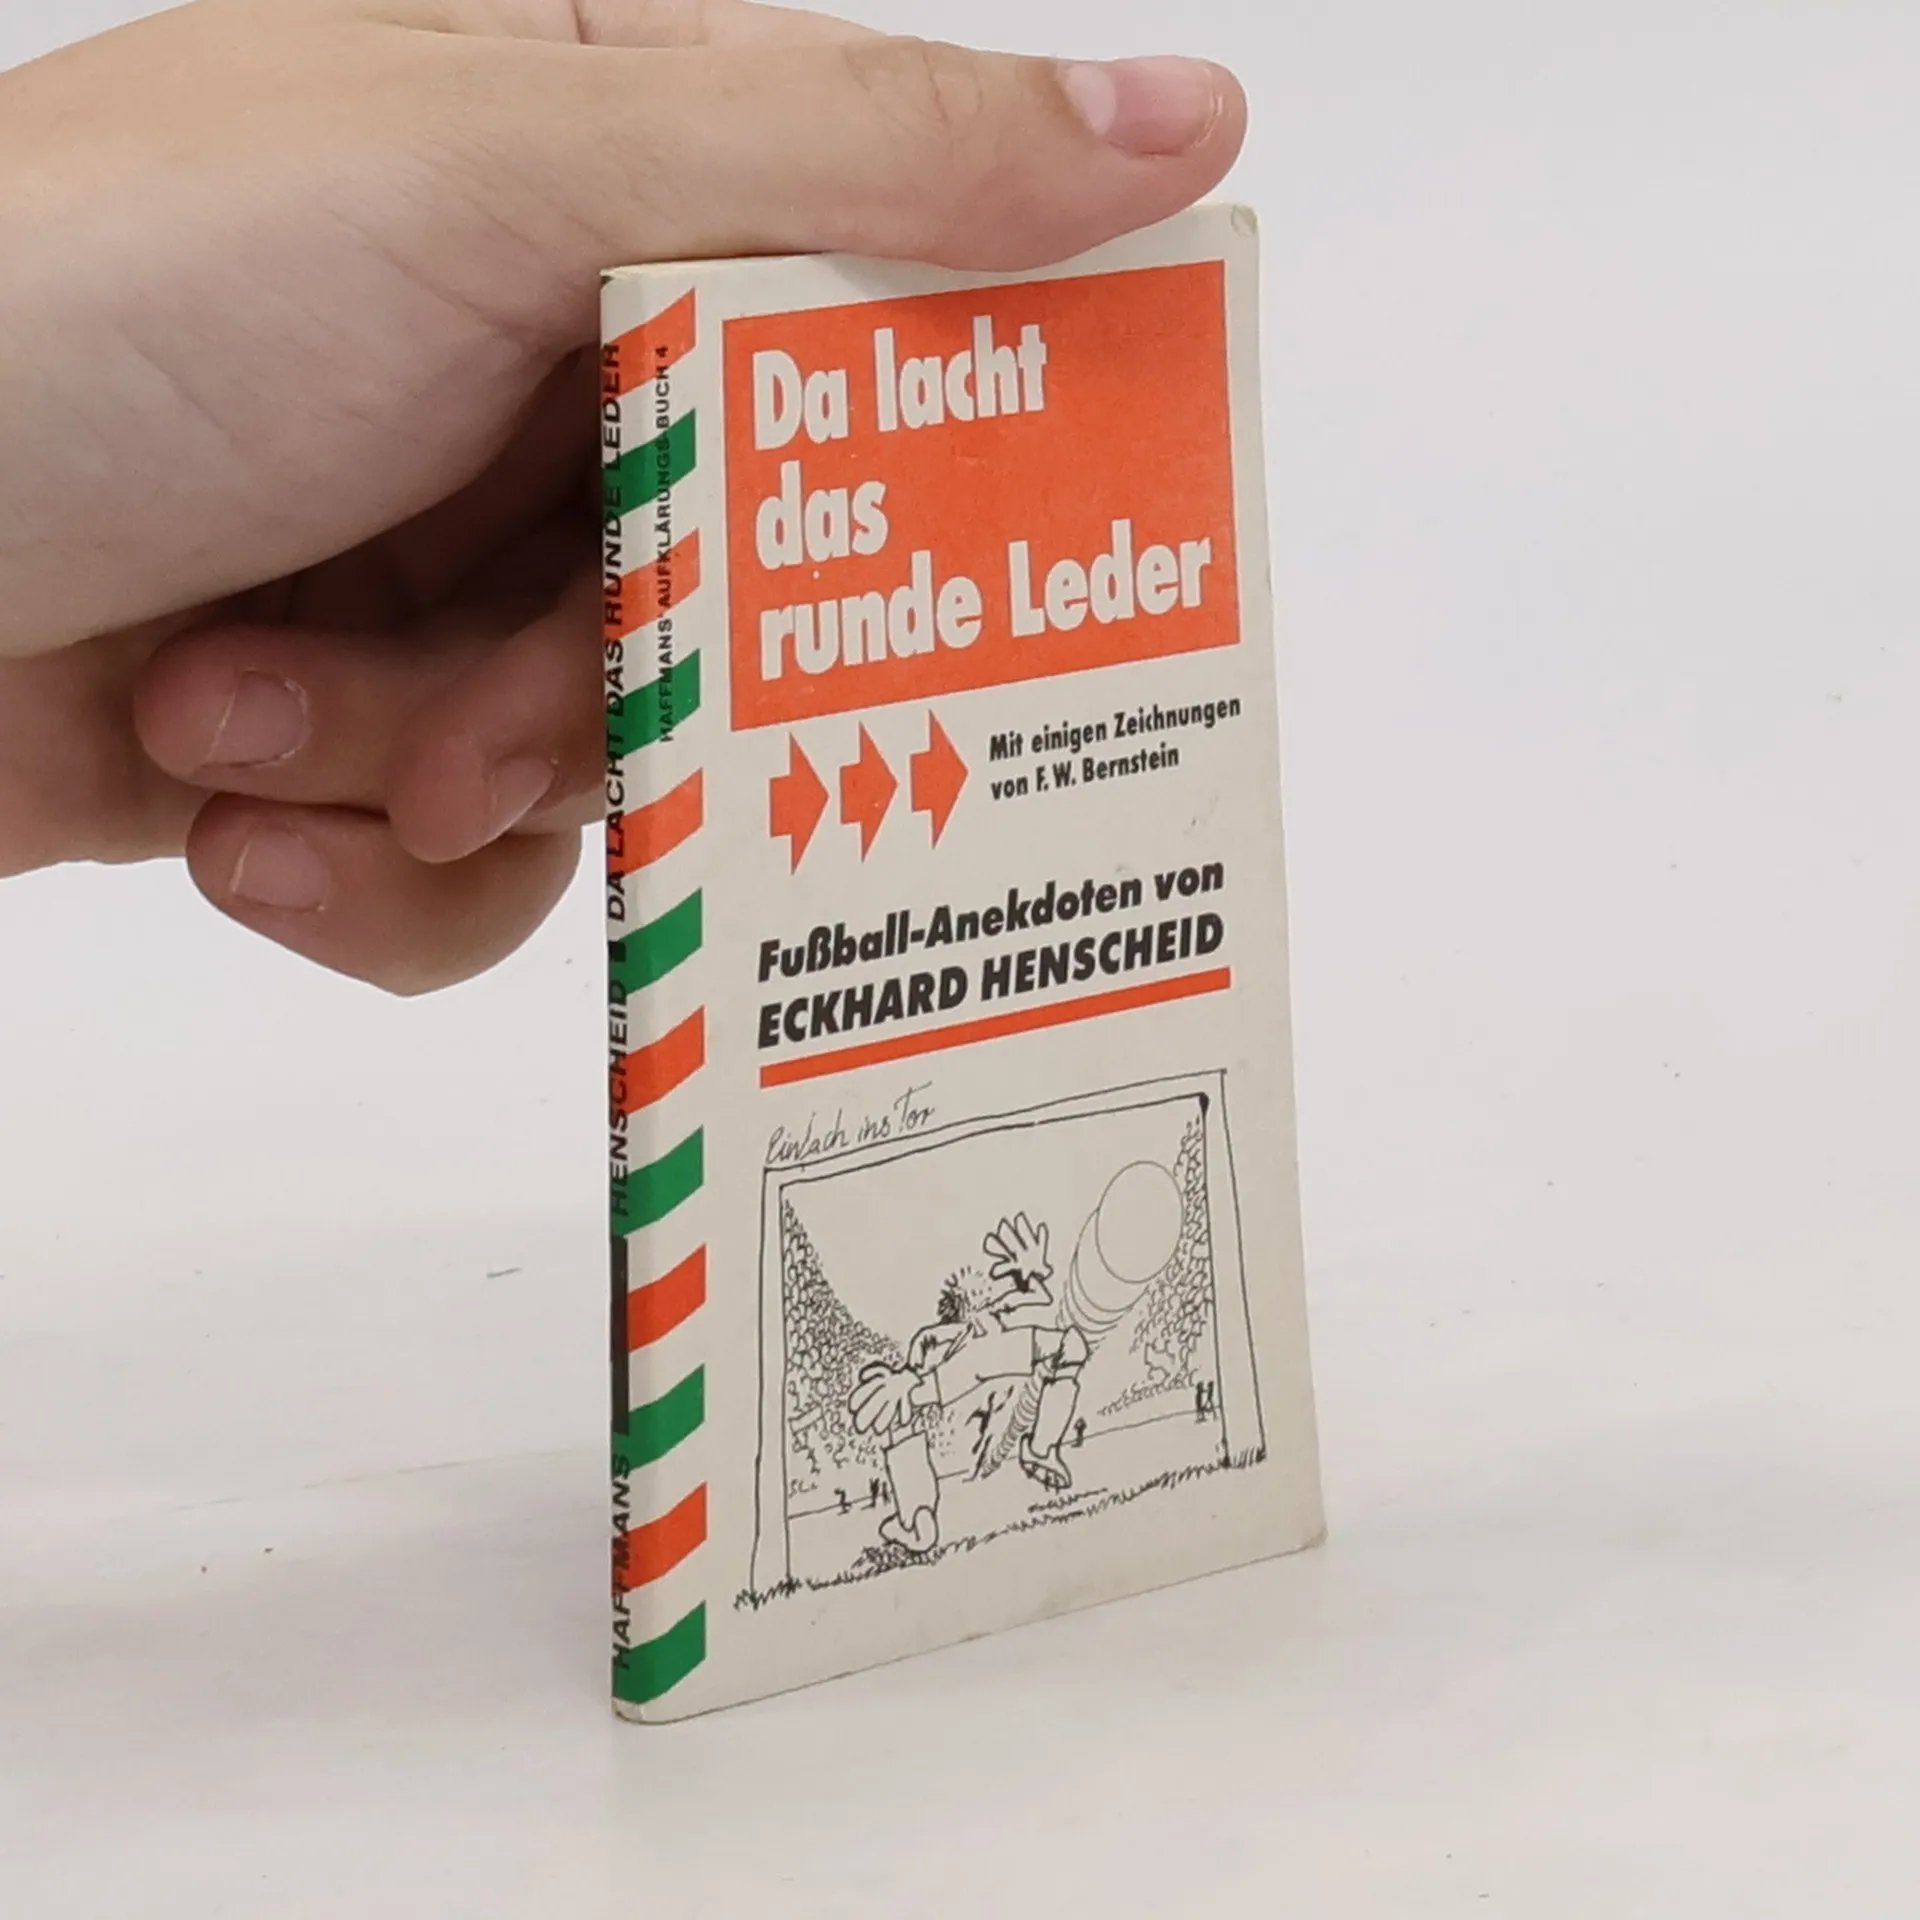 Da lacht
das
runde Leder
Mit einigen Zeichnungen
von F. W. Bernstein
Fußball-Anekdoten von
ECKHARD HENSCHEID
Einfach ins Tor
HAFFMANS HENSCHEID DA LACHT DAS RUNDE LEDER
HAFFMANS' AUFKLÄRUNGS-BUCH 4